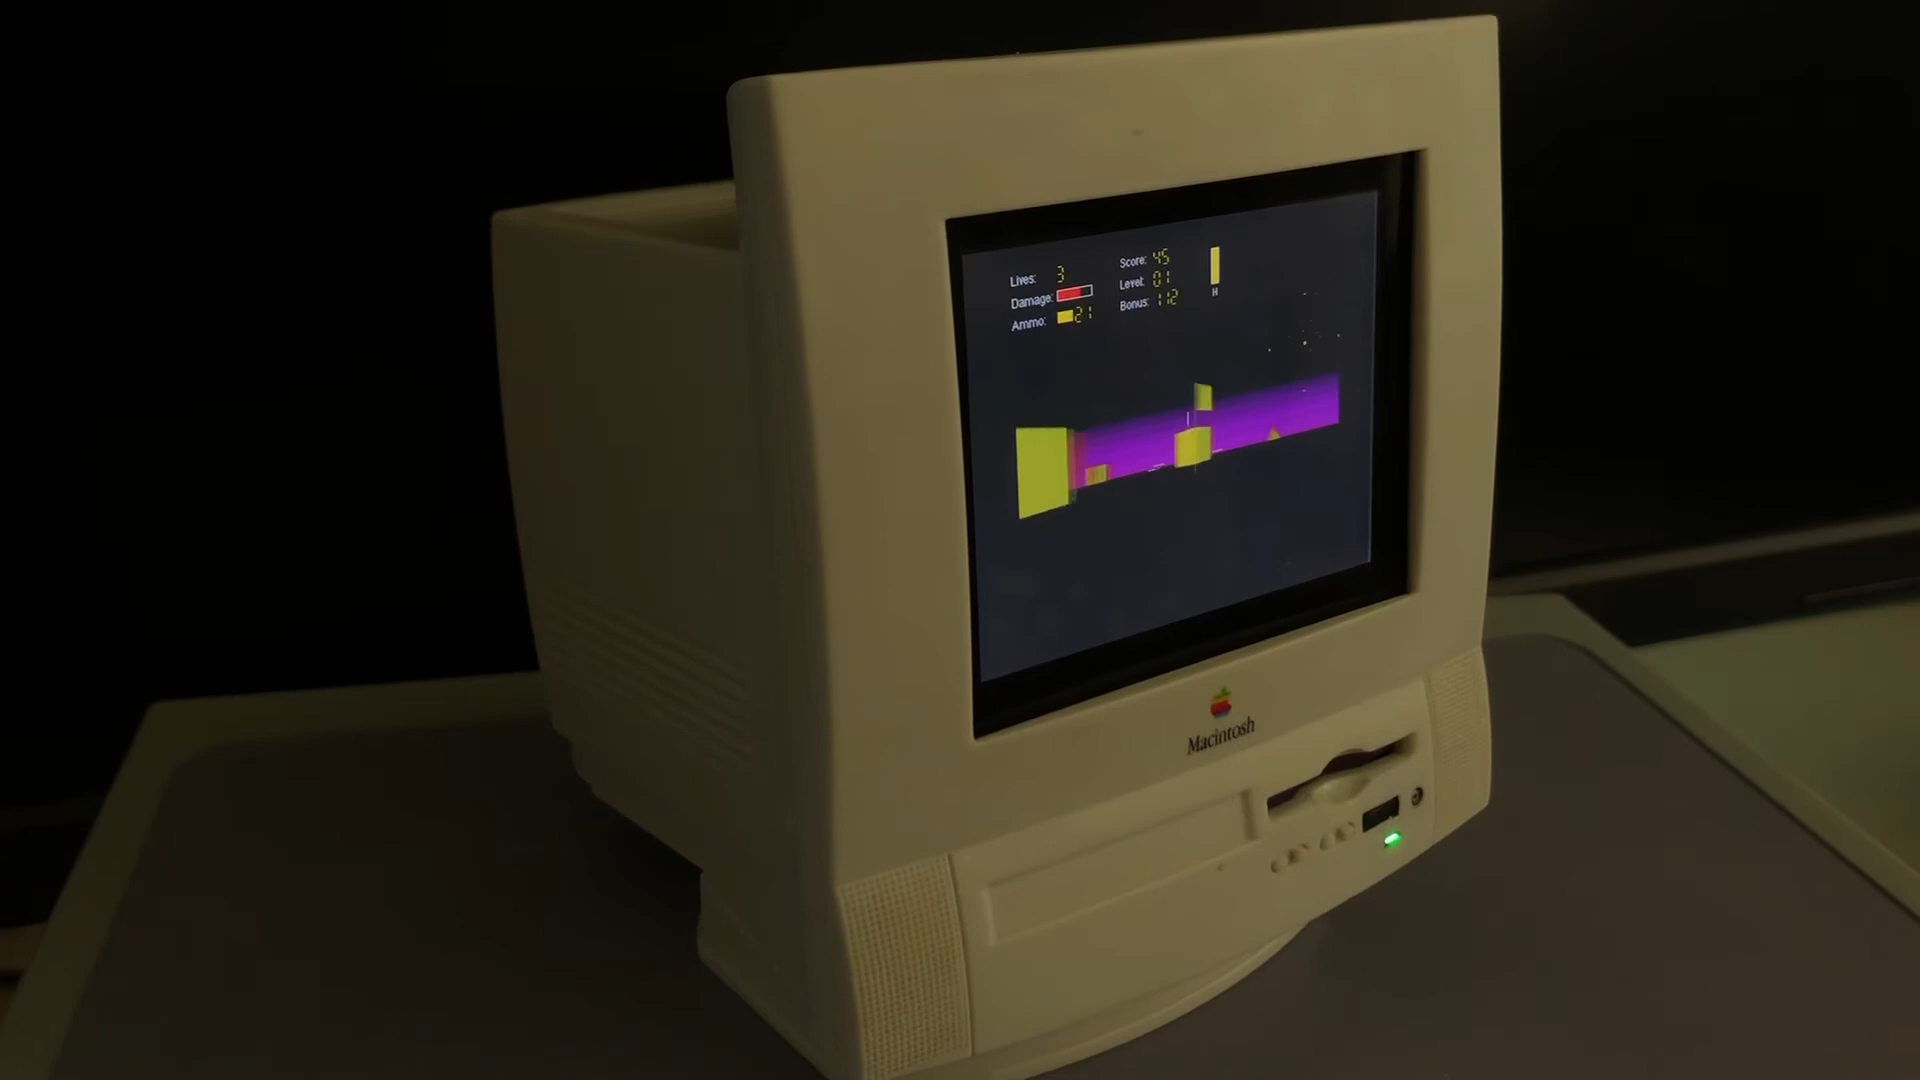 Lives: 3
Damage:
Ammo: 21
Score: 45
Level: 01
Bonus: 112
H
Macintosh